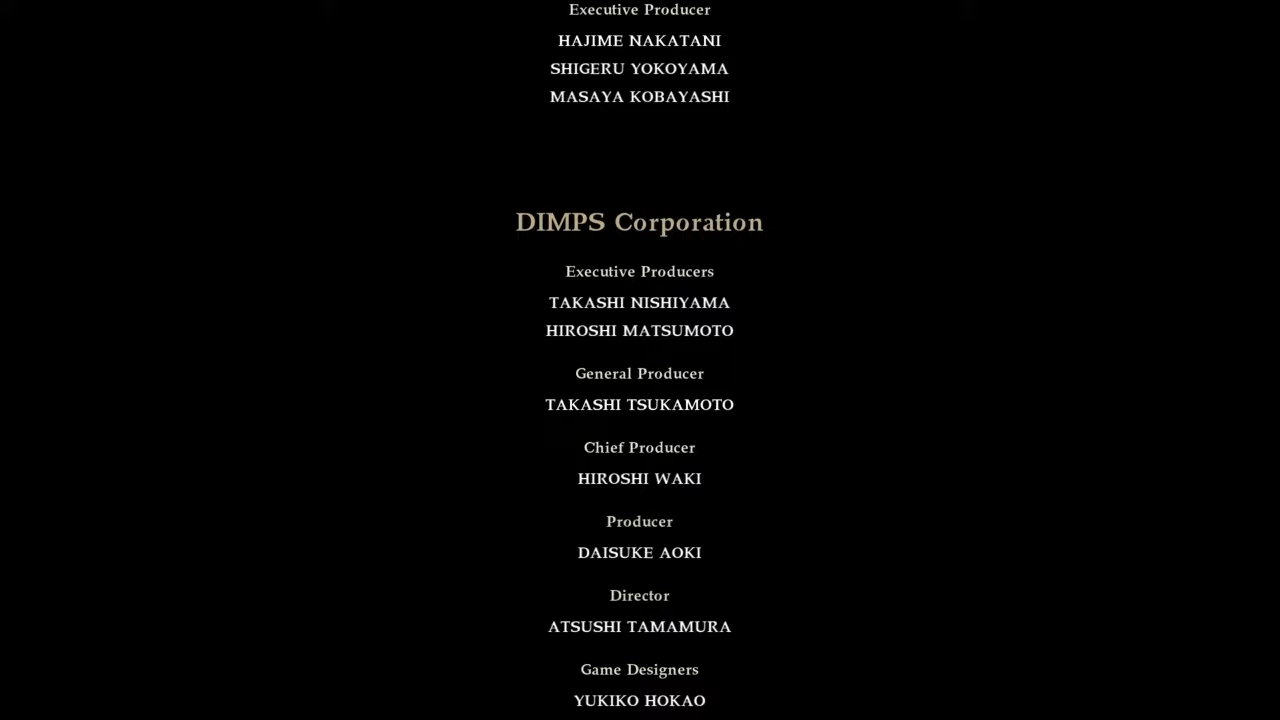 Executive Producer
HAJIME NAKATANI
SHIGERU YOKOYAMA
MASAYA KOBAYASHI
DIMPS Corporation
Executive Producers
TAKASHI NISHIYAMA
HIROSHI MATSUMOTO
General Producer
TAKASHI TSUKAMOTO
Chief Producer
HIROSHI WAKI
Producer
DAISUKE AOKI
Director
ATSUSHI TAMAMURA
Game Designers
YUKIKO HOKAO